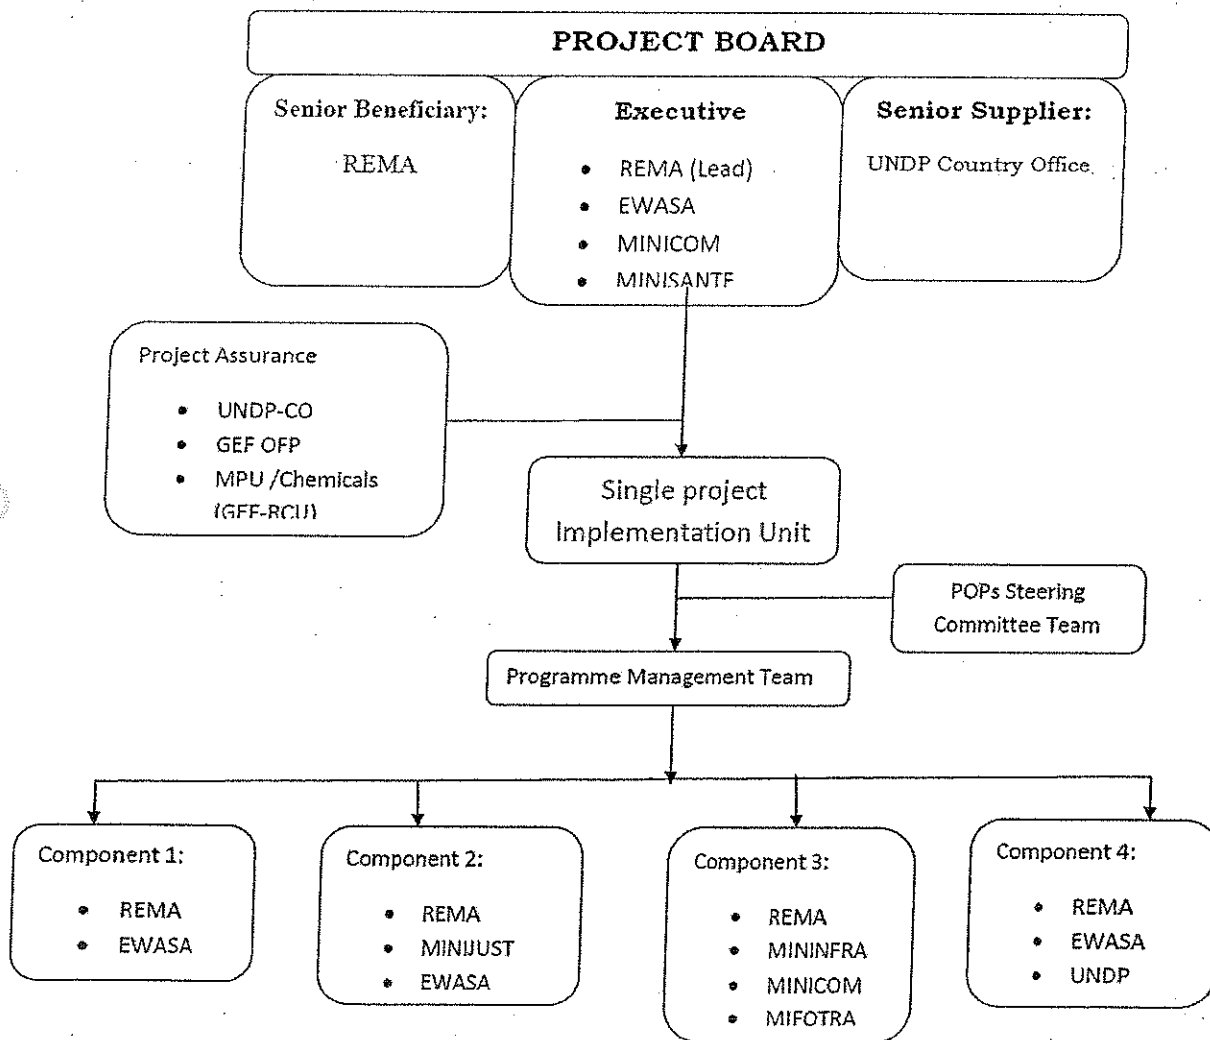 PROJECT BOARD
Senior Beneficiary:
REMA
Executive
• REMA (Lead)
• EWASA
• MINICOM
• MINISANTE
Senior Supplier:
UNDP Country Office
Project Assurance
• UNDP-CO
• GEF OFP
• MPU /Chemicals
(GEF-RCU)
Single project
Implementation Unit
POPs Steering
Committee Team
Programme Management Team
Component 1:
• REMA
• EWASA
Component 2:
• REMA
• MINIJUST
• EWASA
Component 3:
• REMA
• MININFRA
• MINICOM
• MIFOTRA
Component 4:
• REMA
• EWASA
• UNDP